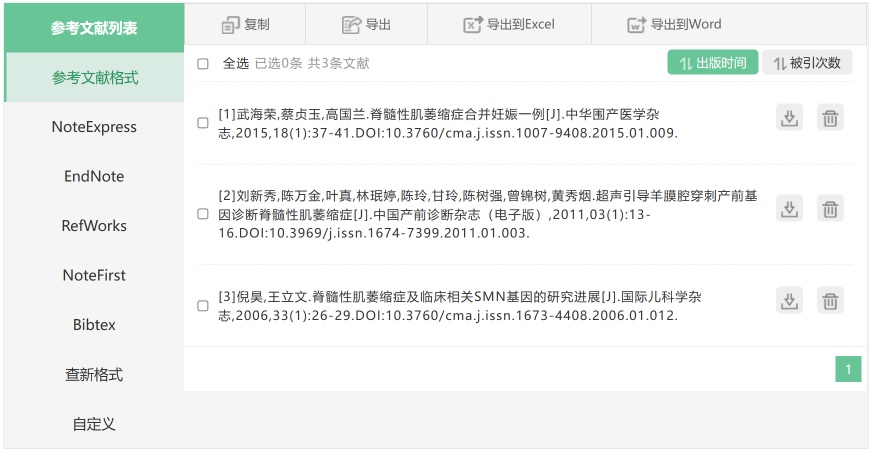 参考文献列表
复制
导出
导出到Excel
导出到Word
参考文献格式
NoteExpress
EndNote
RefWorks
NoteFirst
Bibtex
查新格式
自定义
全选 已选0条 共3条文献
出版时间
被引次数
[1]武海荣,蔡贞玉,高国兰.脊髓性肌萎缩症合并妊娠一例[J].中华围产医学杂
志,2015,18(1):37-41.DOI:10.3760/cma.j.issn.1007-9408.2015.01.009.
[2]刘新秀,陈万金,叶真,林珉婷,陈玲,甘玲,陈树强,曾锦树,黄秀烟.超声引导羊膜腔穿刺产前基
因诊断脊髓性肌萎缩症[J].中国产前诊断杂志（电子版）,2011,03(1):13-
16.DOI:10.3969/j.issn.1674-7399.2011.01.003.
[3]倪昊,王立文.脊髓性肌萎缩症及临床相关SMN基因的研究进展[J].国际儿科学杂
志,2006,33(1):26-29.DOI:10.3760/cma.j.issn.1673-4408.2006.01.012.
1